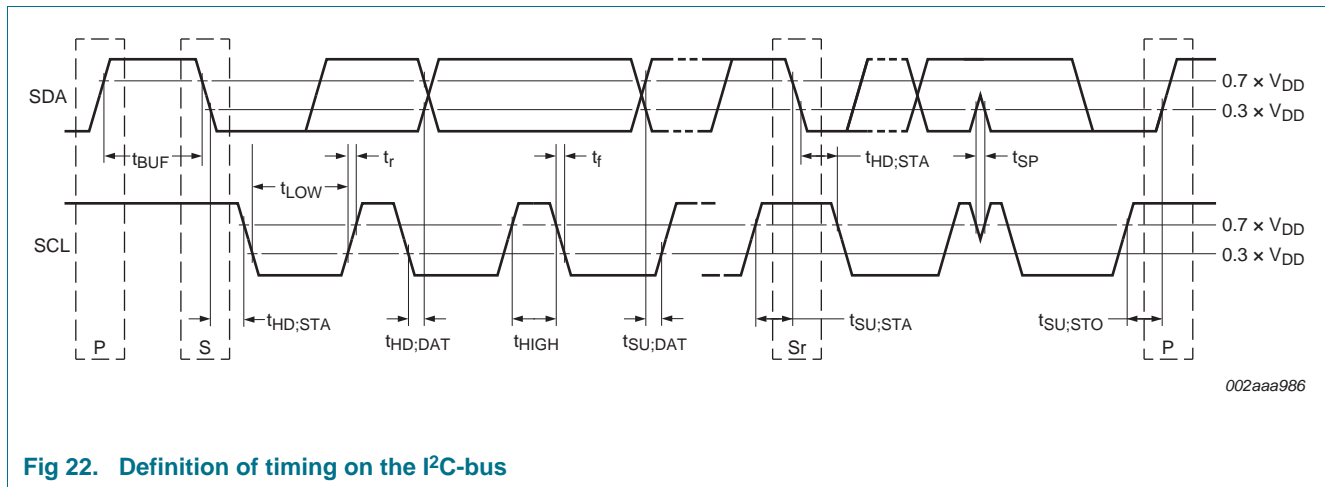 SDA
0.7 × VDD
0.3 × VDD
tBUF
tr
tf
tHD;STA
tSP
tLOW
SCL
0.7 × VDD
0.3 × VDD
tHD;STA
tHD;DAT
tHIGH
tSU;DAT
tSU;STA
tSU;STO
P
S
Sr
P
002aaa986
Fig 22. Definition of timing on the I²C-bus